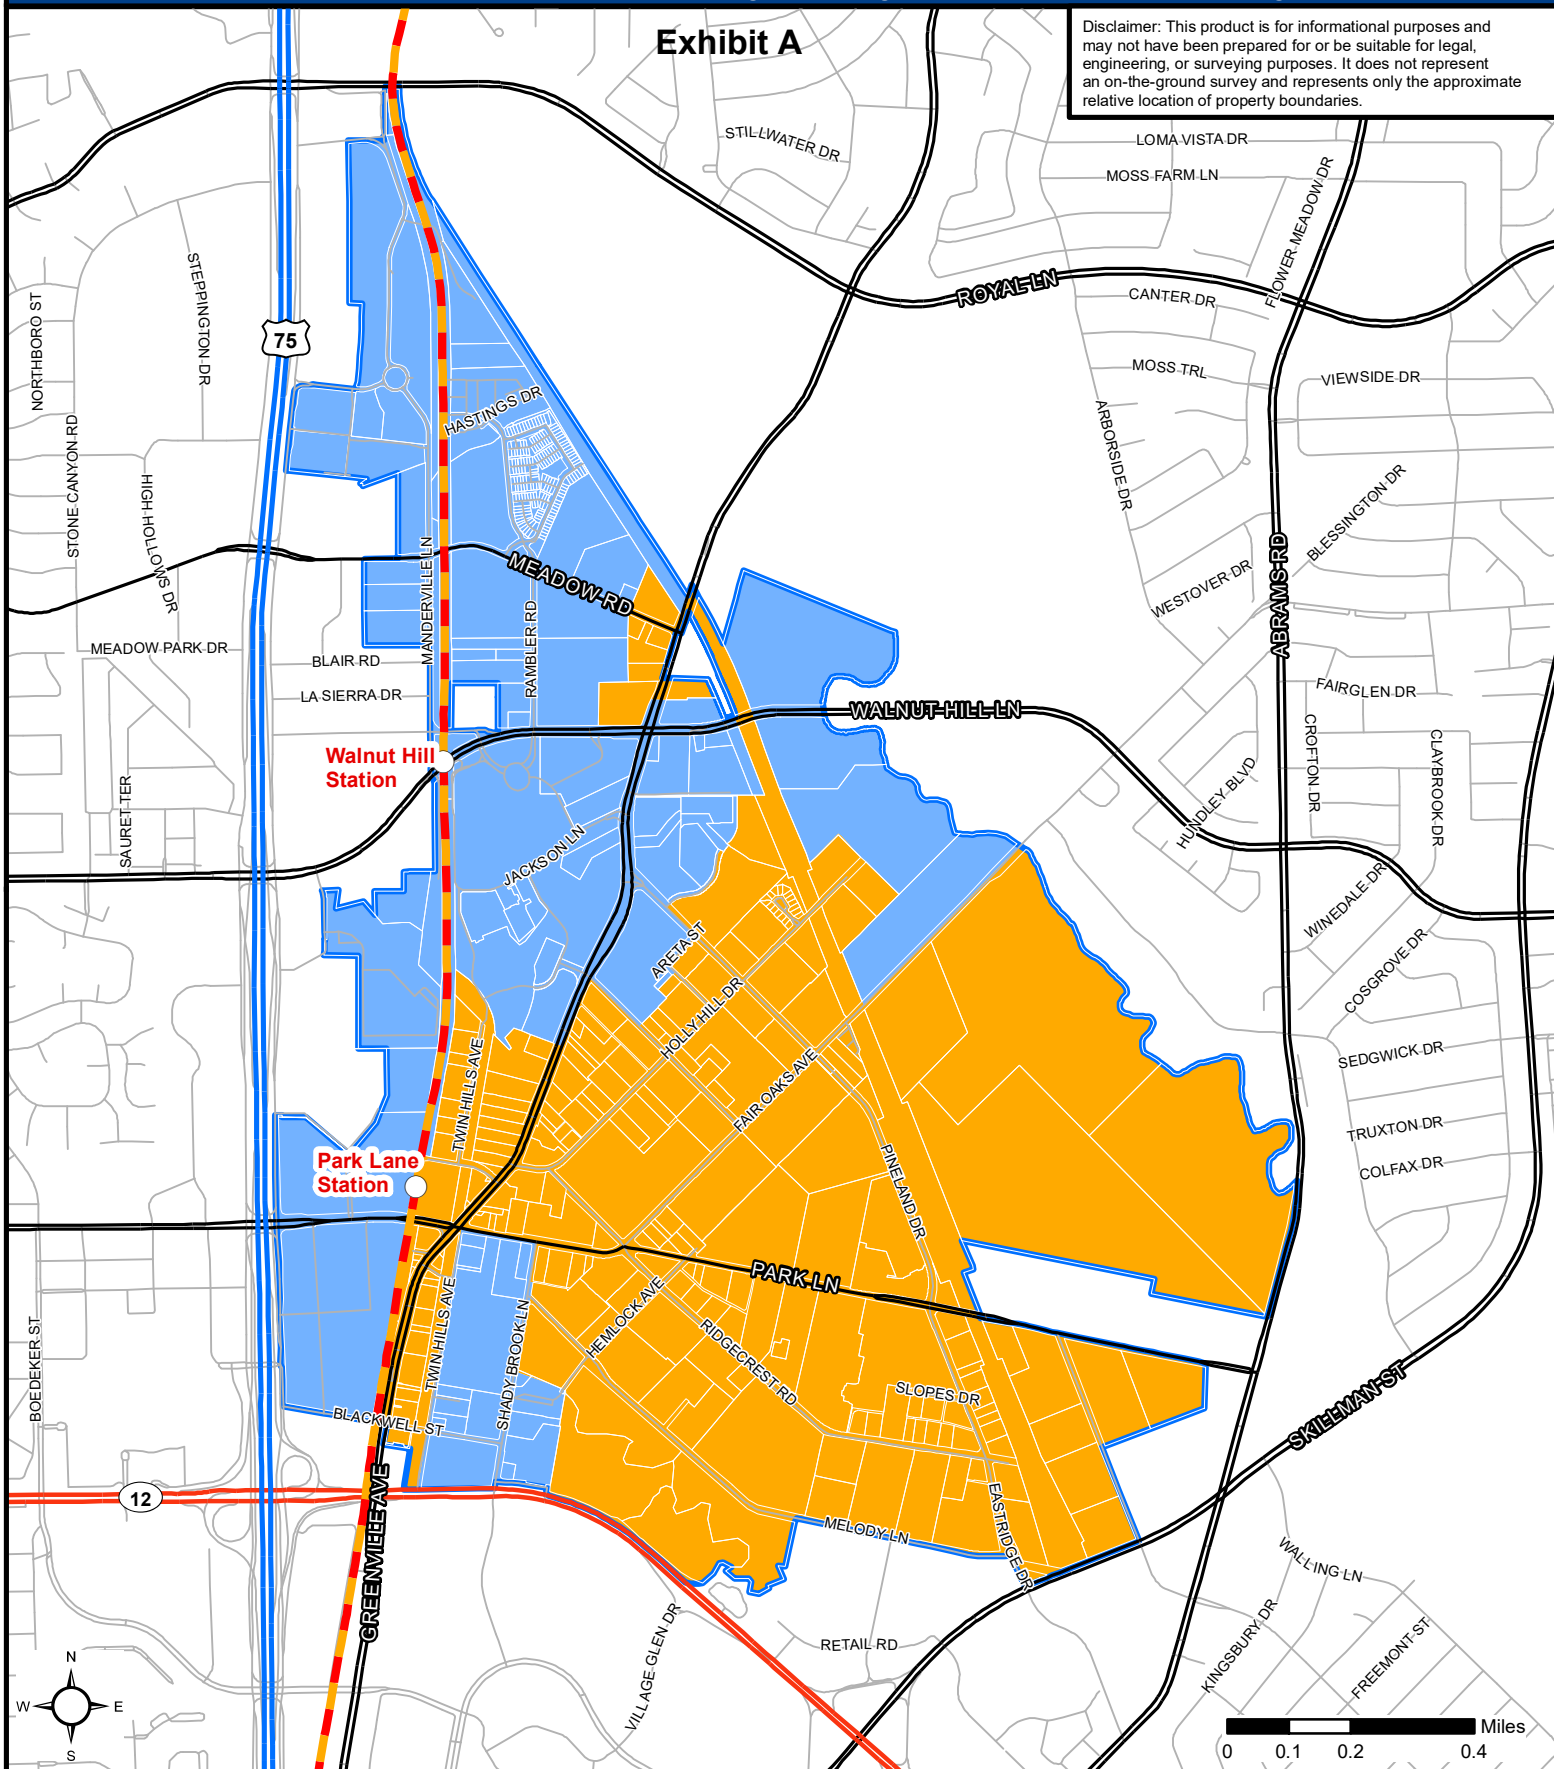 Exhibit A
Disclaimer: This product is for informational purposes and
may not have been prepared for or be suitable for legal,
engineering, or surveying purposes. It does not represent
an on-the-ground survey and represents only the approximate
relative location of property boundaries.
STILLWATER DR
LOMA VISTA DR
MOSS FARM LN
FLOWER MEADOW DR
STEPPINGTON DR
ROYAL LN
CANTER DR
NORTHBORO ST
75
MOSS TRL
VIEWSIDE DR
HASTINGS DR
ARBORSIDE DR
STONE CANYON RD
HIGH HOLLOWS DR
BLESSINGTON DR
MANDERVILLE LN
MEADOW RD
WESTOVER DR
ABRAMS RD
RAMBLER RD
MEADOW PARK DR
BLAIR RD
LA SIERRA DR
FAIRGLEN DR
WALNUT HILL LN
CROFTON DR
CLAYBROOK DR
Walnut Hill
Station
SAURET TER
HUNDLEY BLVD
JACKSON LN
WINEDALE DR
ARETA ST
COSGROVE DR
HOLLY HILL DR
SEDGWICK DR
TWIN HILLS AVE
FAIR OAKS AVE
TRUXTON DR
COLFAX DR
Park Lane
Station
PINELAND DR
PARK LN
TWIN HILLS AVE
SHADY BROOK LN
HEMLOCK AVE
RIDGECREST RD
BOEDEKER ST
SLOPES DR
BLACKWELL ST
SKILLMAN ST
12
GREENVILLE AVE
EASTRIDGE DR
MELODY LN
WALLING LN
VILLAGE GLEN DR
RETAIL RD
KINGSBURY DR
FREEMONT ST
N
W
E
S
Miles
0 0.1 0.2 0.4